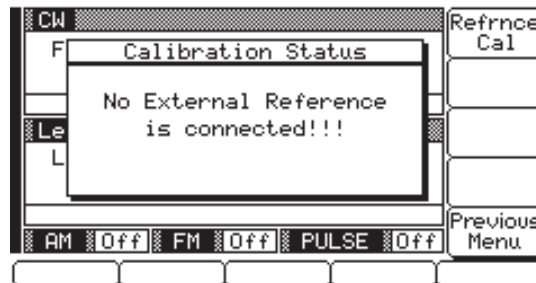 CW
Refrnce
Cal
F
Calibration Status
No External Reference
is connected!!!
Le
L
AM Off FM Off PULSE Off
Previous
Menu